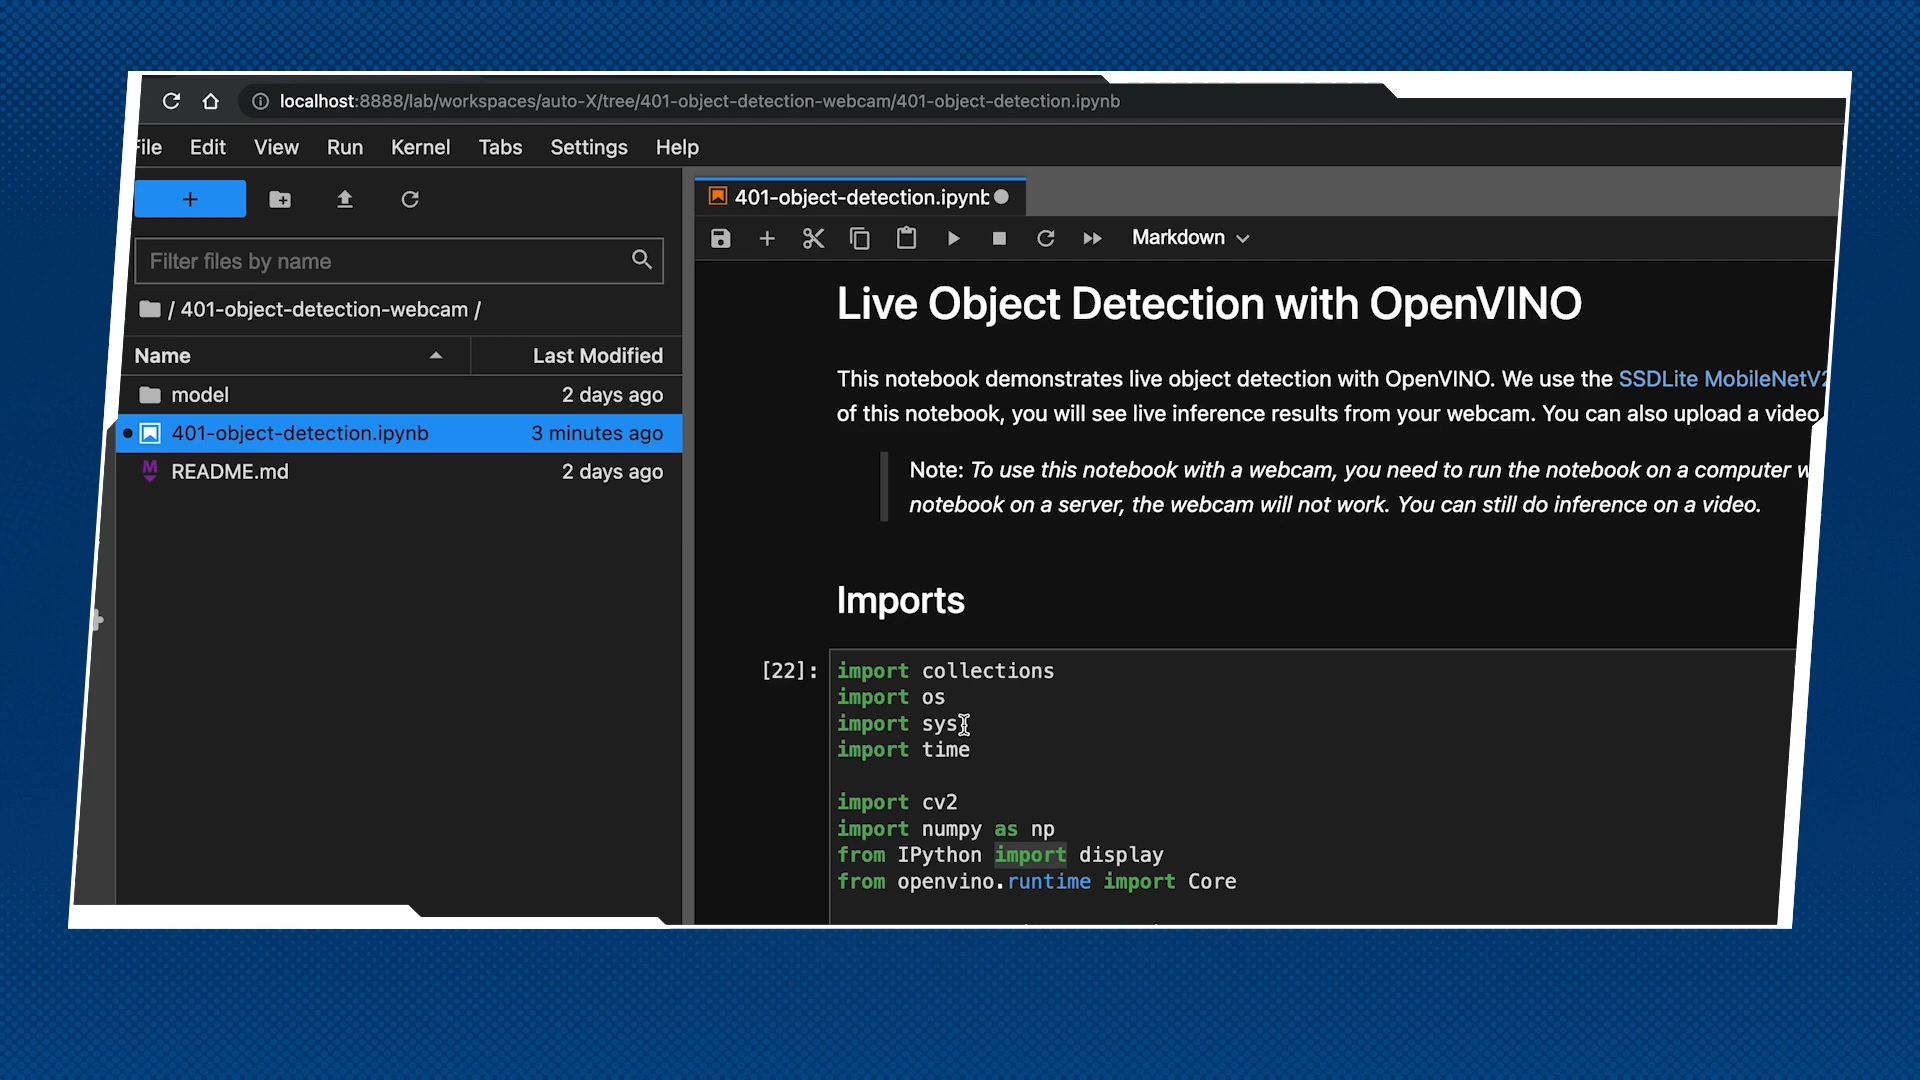 localhost:8888/lab/workspaces/auto-X/tree/401-object-detection-webcam/401-object-detection.ipynb
File Edit View Run Kernel Tabs Settings Help
+
Filter files by name
/ 401-object-detection-webcam /
Name Last Modified
model 2 days ago
401-object-detection.ipynb 3 minutes ago
README.md 2 days ago
401-object-detection.ipynb
Markdown
Live Object Detection with OpenVINO
This notebook demonstrates live object detection with OpenVINO. We use the SSDLite MobileNetV2
of this notebook, you will see live inference results from your webcam. You can also upload a video
Note: To use this notebook with a webcam, you need to run the notebook on a computer w
notebook on a server, the webcam will not work. You can still do inference on a video.
Imports
[22]: import collections
import os
import sys
import time
import cv2
import numpy as np
from IPython import display
from openvino.runtime import Core